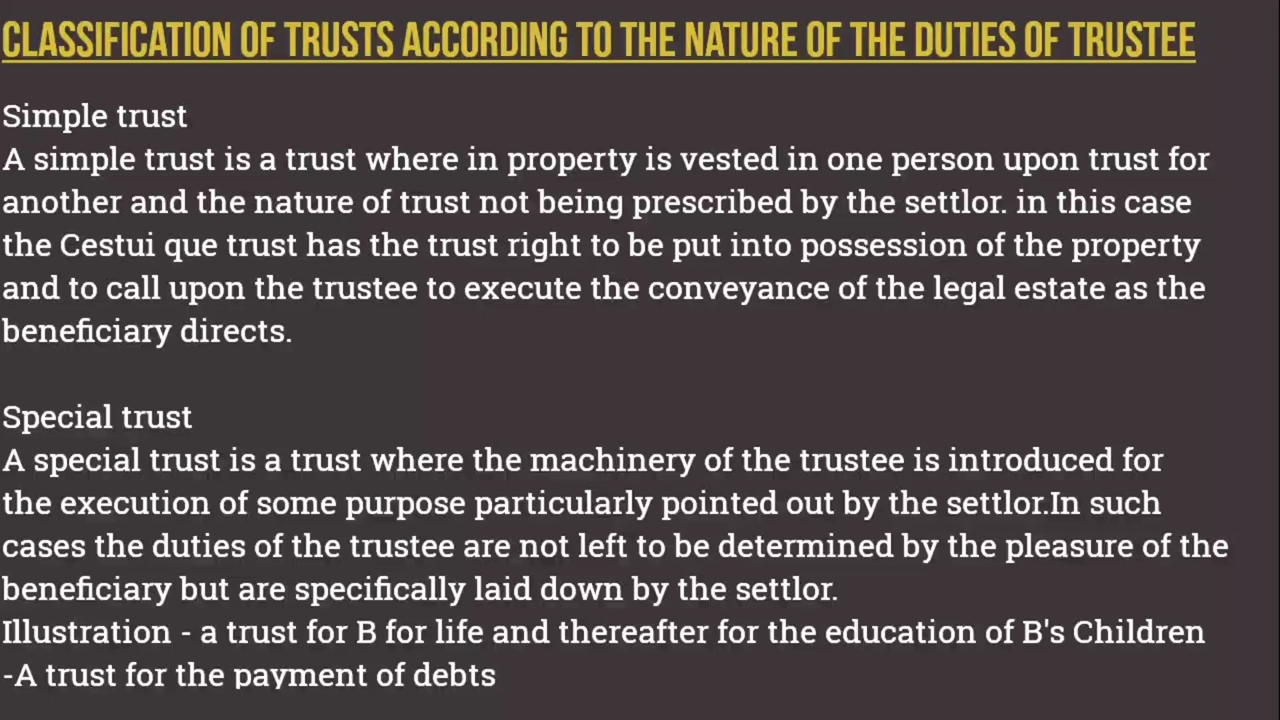 CLASSIFICATION OF TRUSTS ACCORDING TO THE NATURE OF THE DUTIES OF TRUSTEE
Simple trust
A simple trust is a trust where in property is vested in one person upon trust for
another and the nature of trust not being prescribed by the settlor. in this case
the Cestui que trust has the trust right to be put into possession of the property
and to call upon the trustee to execute the conveyance of the legal estate as the
beneficiary directs.
Special trust
A special trust is a trust where the machinery of the trustee is introduced for
the execution of some purpose particularly pointed out by the settlor.In such
cases the duties of the trustee are not left to be determined by the pleasure of the
beneficiary but are specifically laid down by the settlor.
Illustration - a trust for B for life and thereafter for the education of B's Children
-A trust for the payment of debts